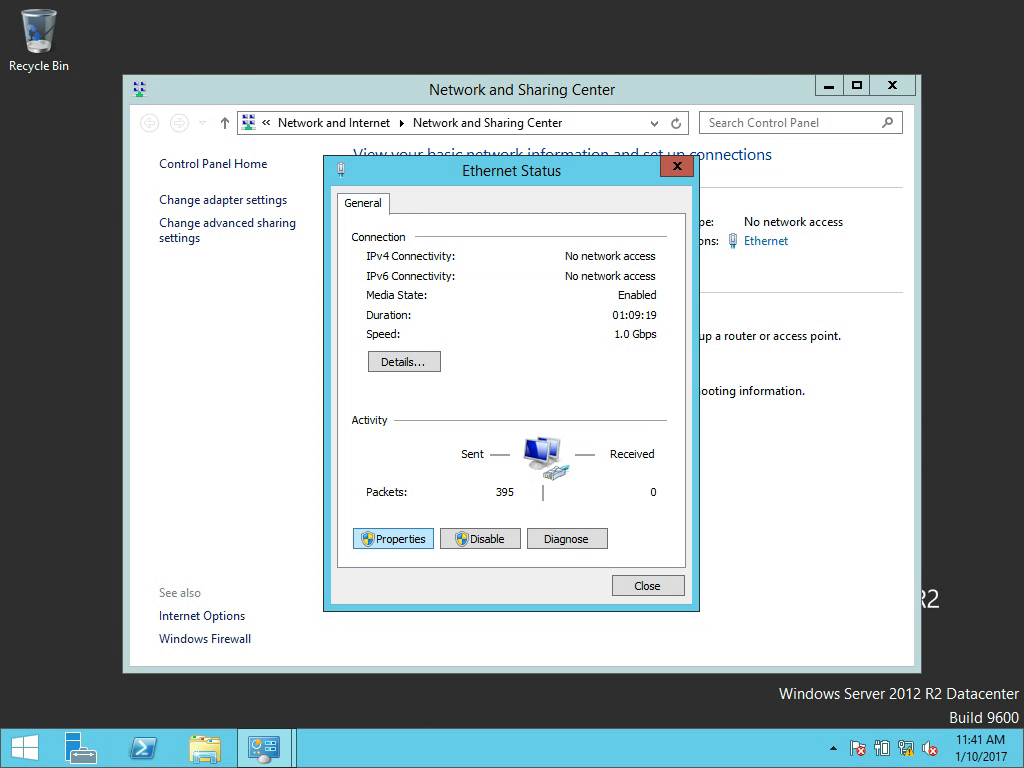 Recycle Bin
Network and Sharing Center
« Network and Internet Network and Sharing Center
Search Control Panel
Control Panel Home
Change adapter settings
Change advanced sharing
settings
View your basic network information and set up connections
Ethernet Status
General
Connection
IPv4 Connectivity: No network access
IPv6 Connectivity: No network access
Media State: Enabled
Duration: 01:09:19
Speed: 1.0 Gbps
Details...
Activity
Sent Received
Packets: 395 0
Properties Disable Diagnose
Close
pe: No network access
ons: Ethernet
up a router or access point.
ooting information.
See also
Internet Options
Windows Firewall
R2
Windows Server 2012 R2 Datacenter
Build 9600
11:41 AM
1/10/2017